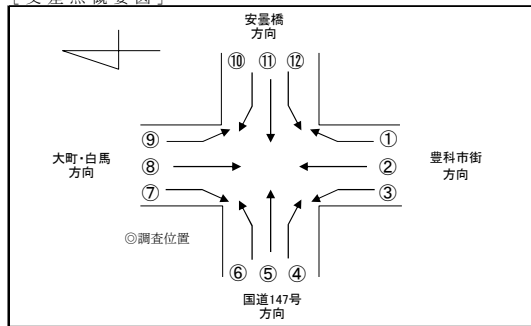 [交差点概要図]
安曇橋
方向
⑩ ⑪ ⑫
⑨ ①
大町・白馬
方向
⑧ ②
豊科市街
方向
⑦ ③
◎調査位置
⑥ ⑤ ④
国道147号
方向